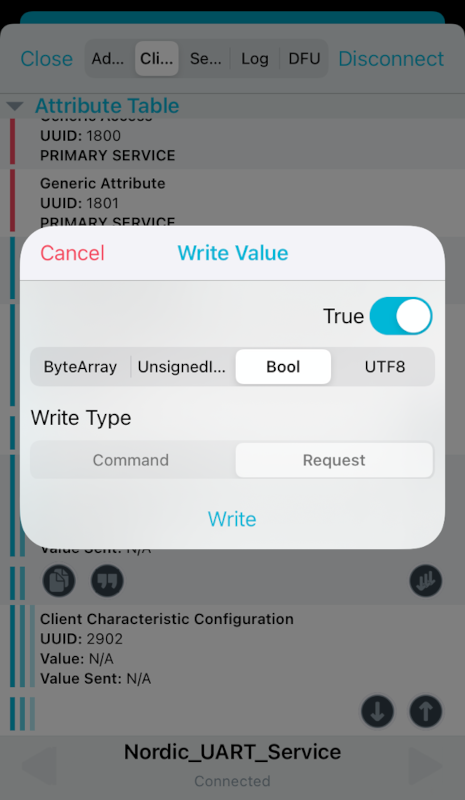 Close
Ad...
Cli...
Se...
Log
DFU
Disconnect
Attribute Table
Generic Access
UUID: 1800
PRIMARY SERVICE
Generic Attribute
UUID: 1801
PRIMARY SERVICE
Cancel
Write Value
True
ByteArray
UnsignedI...
Bool
UTF8
Write Type
Command
Request
Write
Value Sent: N/A
Client Characteristic Configuration
UUID: 2902
Value: N/A
Value Sent: N/A
Nordic_UART_Service
Connected